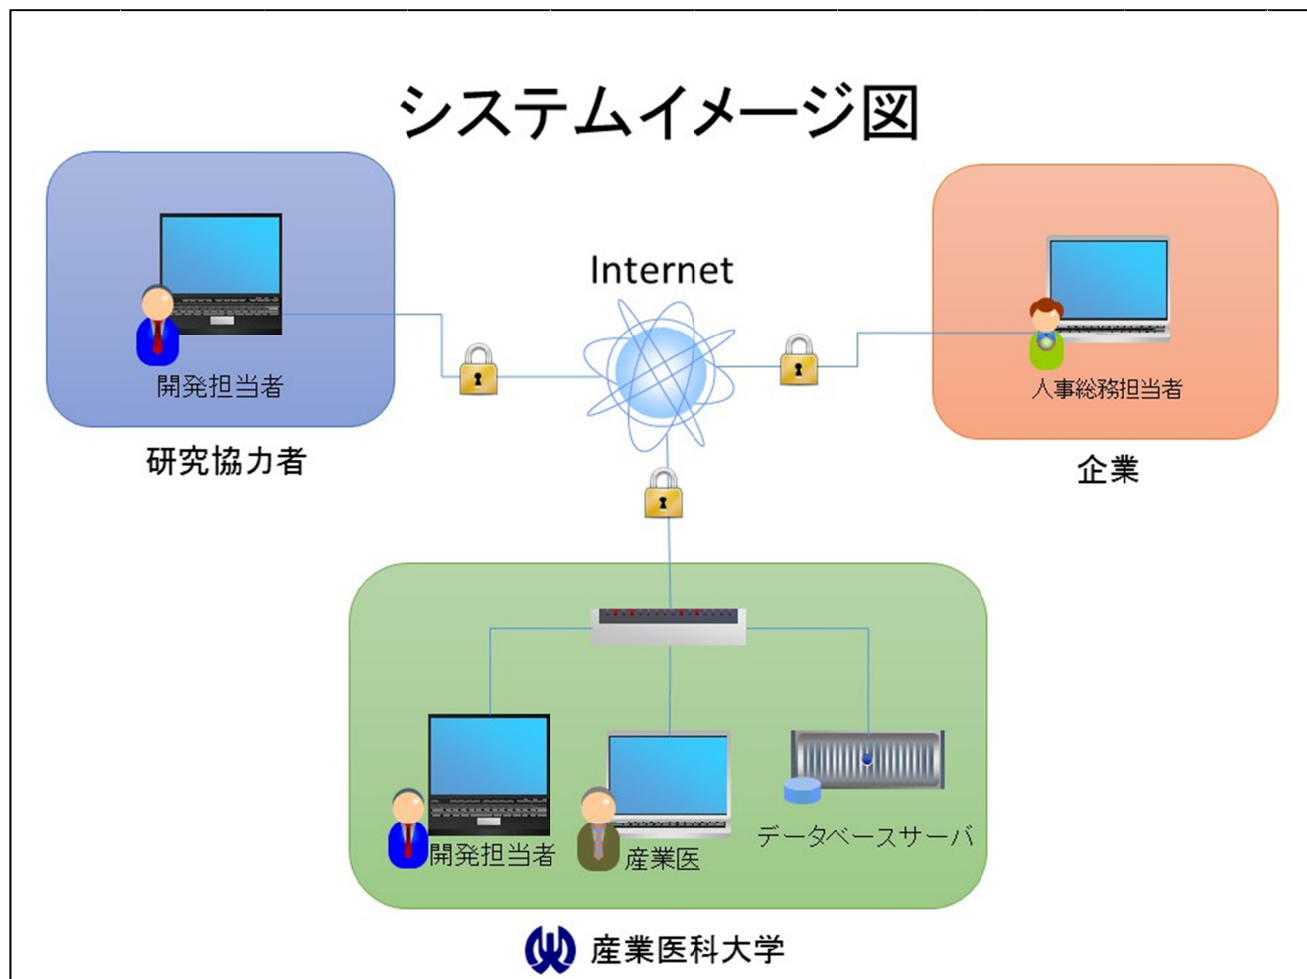 システムイメージ図
Internet
開発担当者
研究協力者
人事総務担当者
企業
開発担当者
産業医
データベースサーバ
産業医科大学